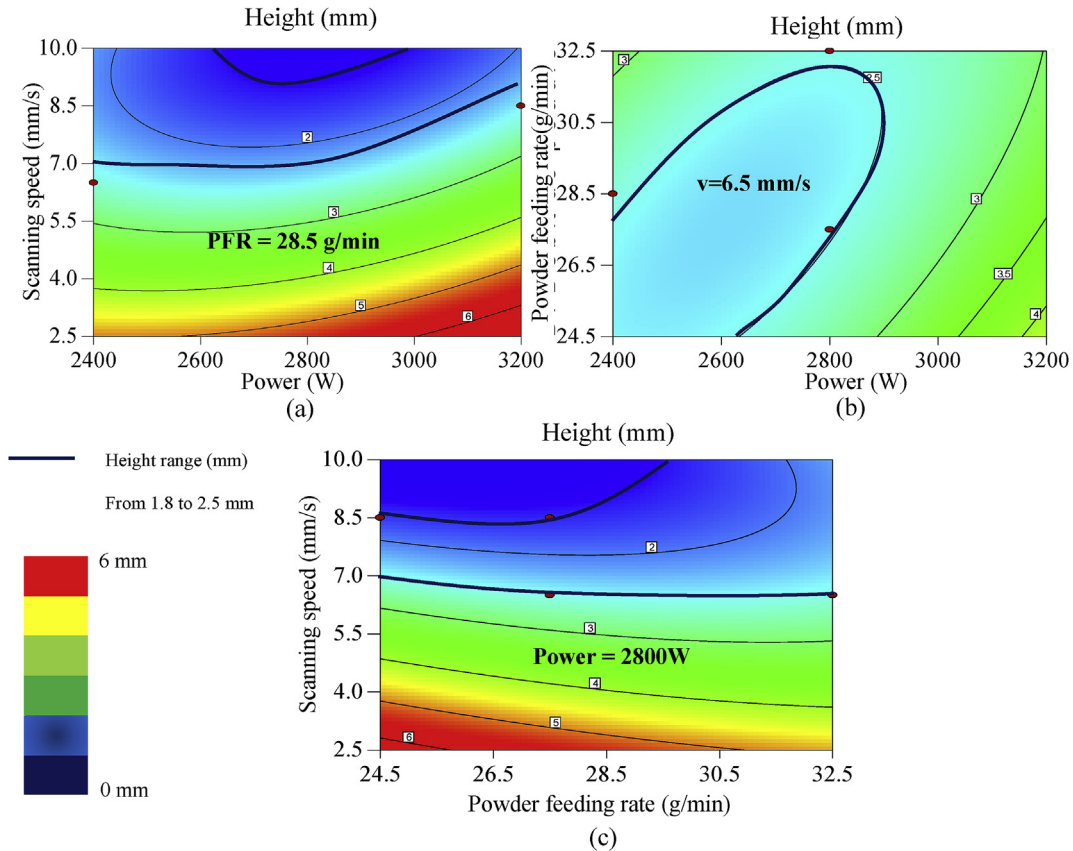 Height (mm)
Scanning speed (mm/s)
10.0
8.5
7.0
5.5
4.0
2.5
2
3
4
5
6
PFR = 28.5 g/min
2400 2600 2800 3000 3200
Power (W)
(a)
Height (mm)
Powder feeding rate(g/min)
32.5
30.5
28.5
26.5
24.5
3
2.5
3
3.5
4
v=6.5 mm/s
2400 2600 2800 3000 3200
Power (W)
(b)
Height range (mm)
From 1.8 to 2.5 mm
6 mm
0 mm
Height (mm)
Scanning speed (mm/s)
10.0
8.5
7.0
5.5
4.0
2.5
2
3
Power = 2800W
4
5
6
24.5 26.5 28.5 30.5 32.5
Powder feeding rate (g/min)
(c)